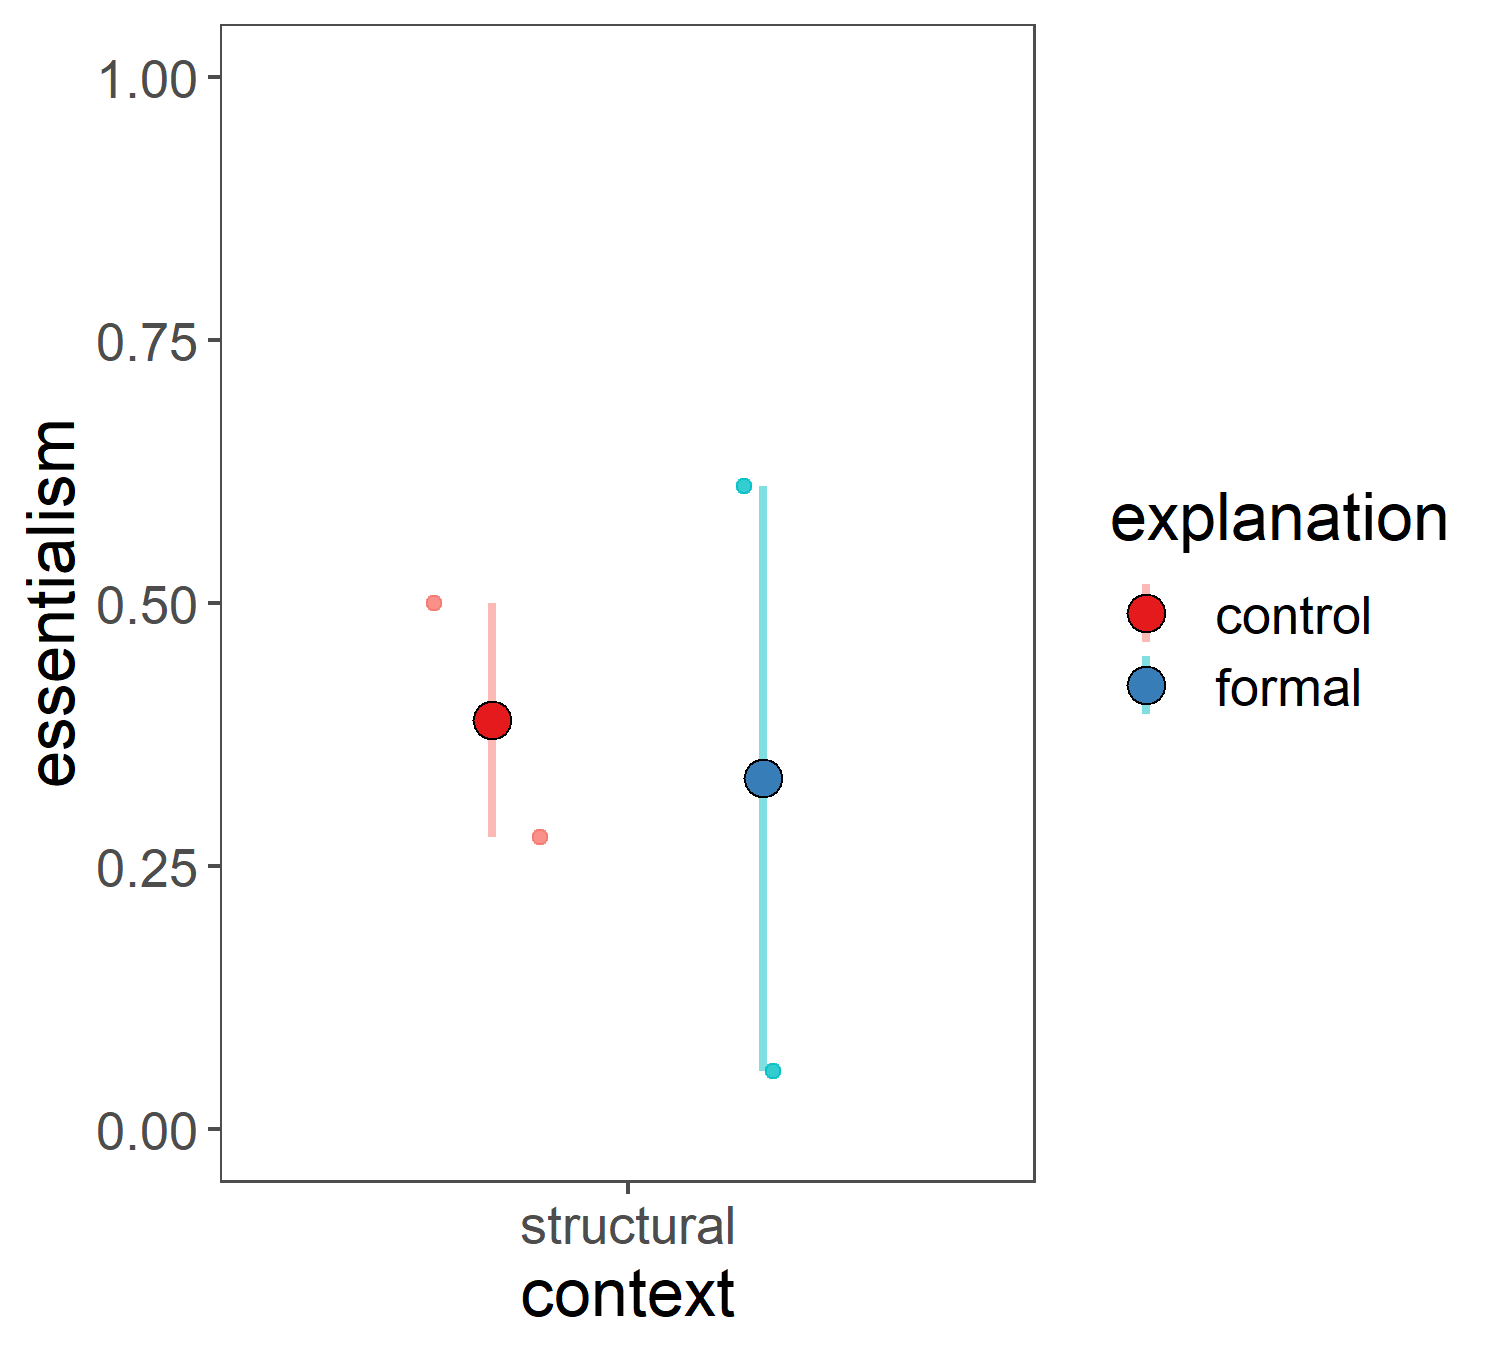 essentialism
1.00
0.75
0.50
0.25
0.00
structural
context
explanation
control
formal